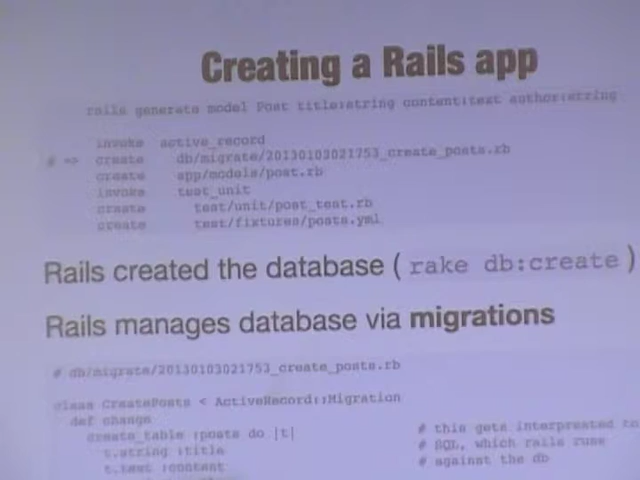 Creating a Rails app
rails generate model Post title:string content:text author:string
invoke active_record
# => create db/migrate/20130103021753_create_posts.rb
create app/models/post.rb
invoke test_unit
create test/unit/post_test.rb
create test/fixtures/posts.yml
Rails created the database ( rake db:create )
Rails manages database via migrations
# db/migrate/20130103021753_create_posts.rb
class CreatePosts < ActiveRecord::Migration
def change
create_table :posts do |t| # this gets interpreted to
t.string :title # SQL, which rails runs
t.text :content # against the db